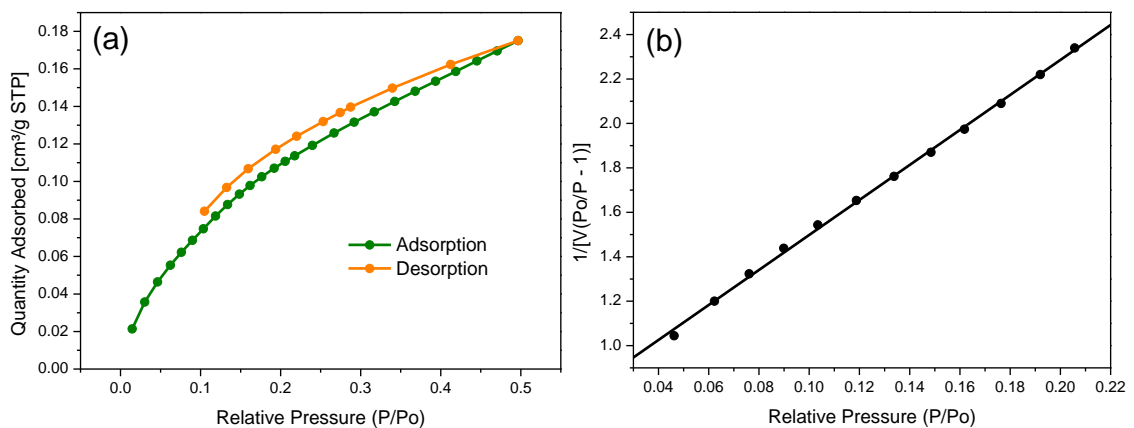 (a)
Quantity Adsorbed [cm³/g STP]
0.18
0.16
0.14
0.12
0.10
0.08
0.06
0.04
0.02
0.00
Adsorption
Desorption
0.0 0.1 0.2 0.3 0.4 0.5
Relative Pressure (P/Po)
(b)
1/[V(Po/P - 1)]
2.4
2.2
2.0
1.8
1.6
1.4
1.2
1.0
0.04 0.06 0.08 0.10 0.12 0.14 0.16 0.18 0.20 0.22
Relative Pressure (P/Po)